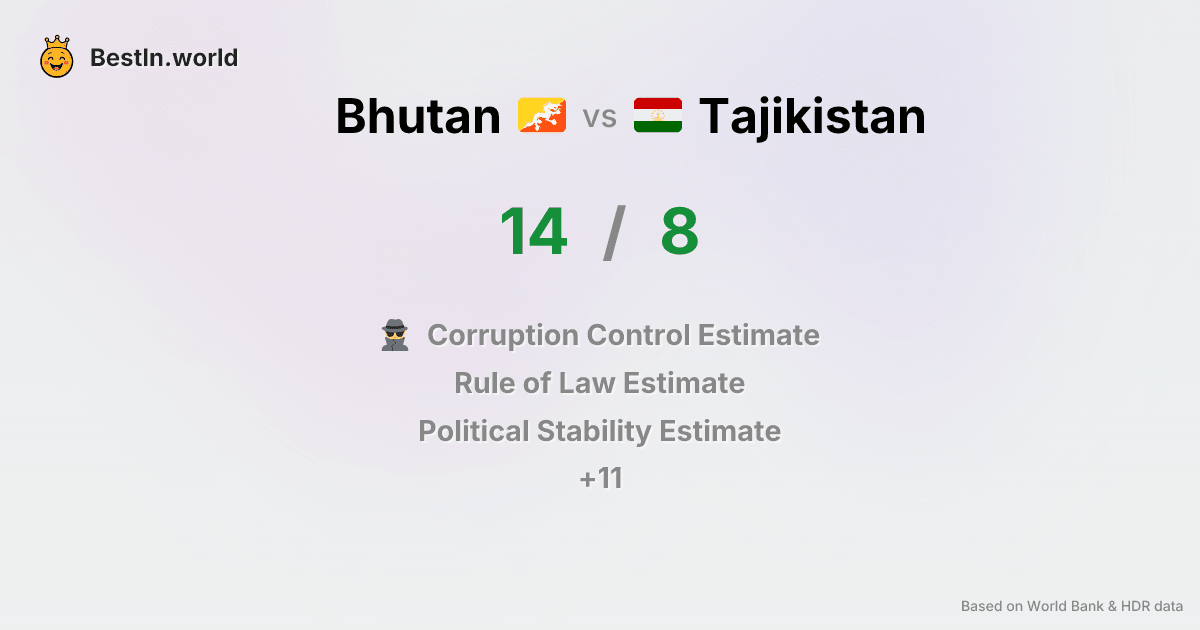 BestIn.world
Bhutan vs Tajikistan
14 / 8
Corruption Control Estimate
Rule of Law Estimate
Political Stability Estimate
+11
Based on World Bank & HDR data